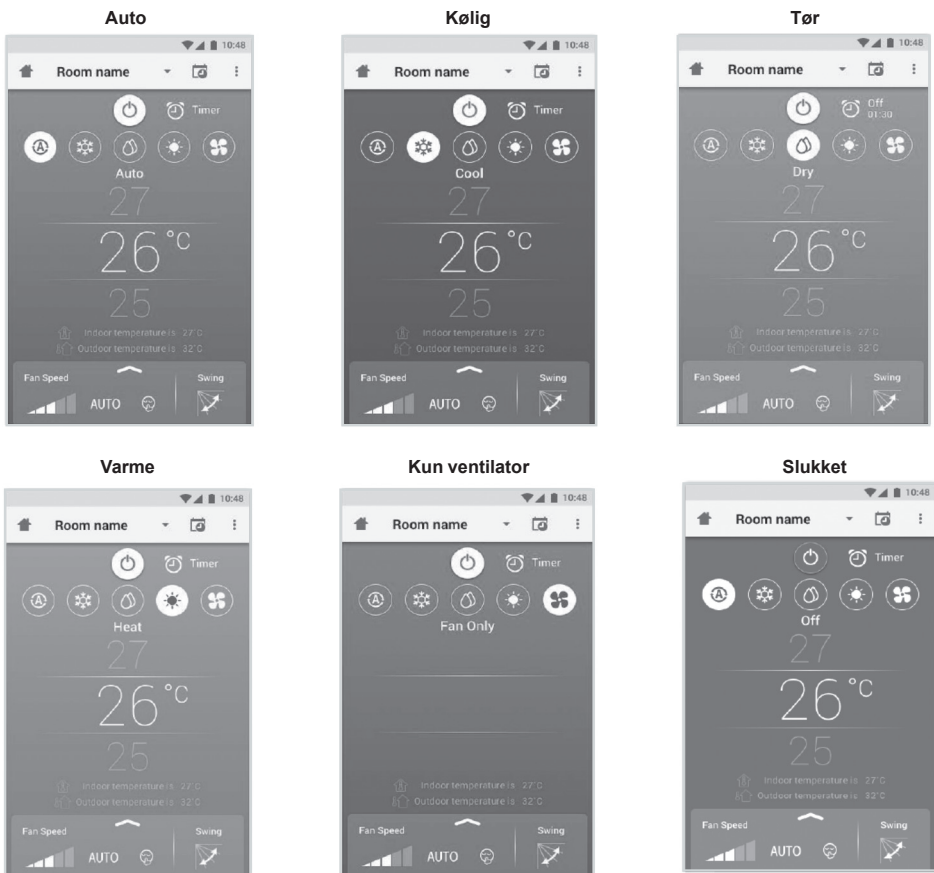 Auto
10:48
Room name
Timer
A
Auto
27
26°C
25
Indoor temperature is 27°C
Outdoor temperature is 32°C
Fan Speed Swing
AUTO
Kølig
10:48
Room name
Timer
A
Cool
27
26°C
25
Indoor temperature is 27°C
Outdoor temperature is 32°C
Fan Speed Swing
AUTO
Tør
10:48
Room name
Off
01:30
A
Dry
27
26°C
25
Indoor temperature is 27°C
Outdoor temperature is 32°C
Fan Speed Swing
AUTO
Varme
10:48
Room name
Timer
A
Heat
27
26°C
25
Indoor temperature is 27°C
Outdoor temperature is 32°C
Fan Speed Swing
AUTO
Kun ventilator
10:48
Room name
Timer
A
Fan Only
Indoor temperature is 27°C
Outdoor temperature is 32°C
Fan Speed Swing
AUTO
Slukket
10:48
Room name
Timer
A
Off
27
26°C
25
Indoor temperature is 27°C
Outdoor temperature is 32°C
Fan Speed Swing
AUTO